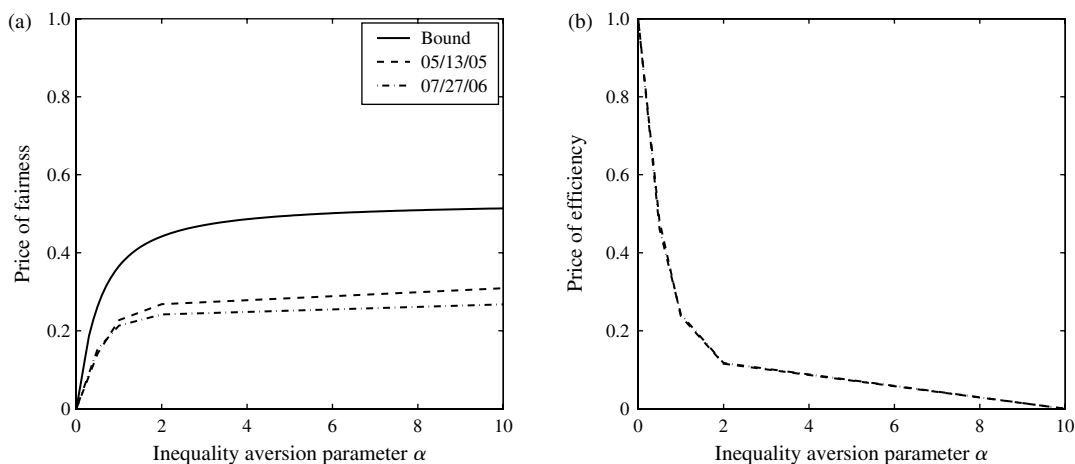 (a)
1.0
0.8
0.6
0.4
0.2
0
Price of fairness
Bound
05/13/05
07/27/06
0 2 4 6 8 10
Inequality aversion parameter α
(b)
1.0
0.8
0.6
0.4
0.2
0
Price of efficiency
0 2 4 6 8 10
Inequality aversion parameter α